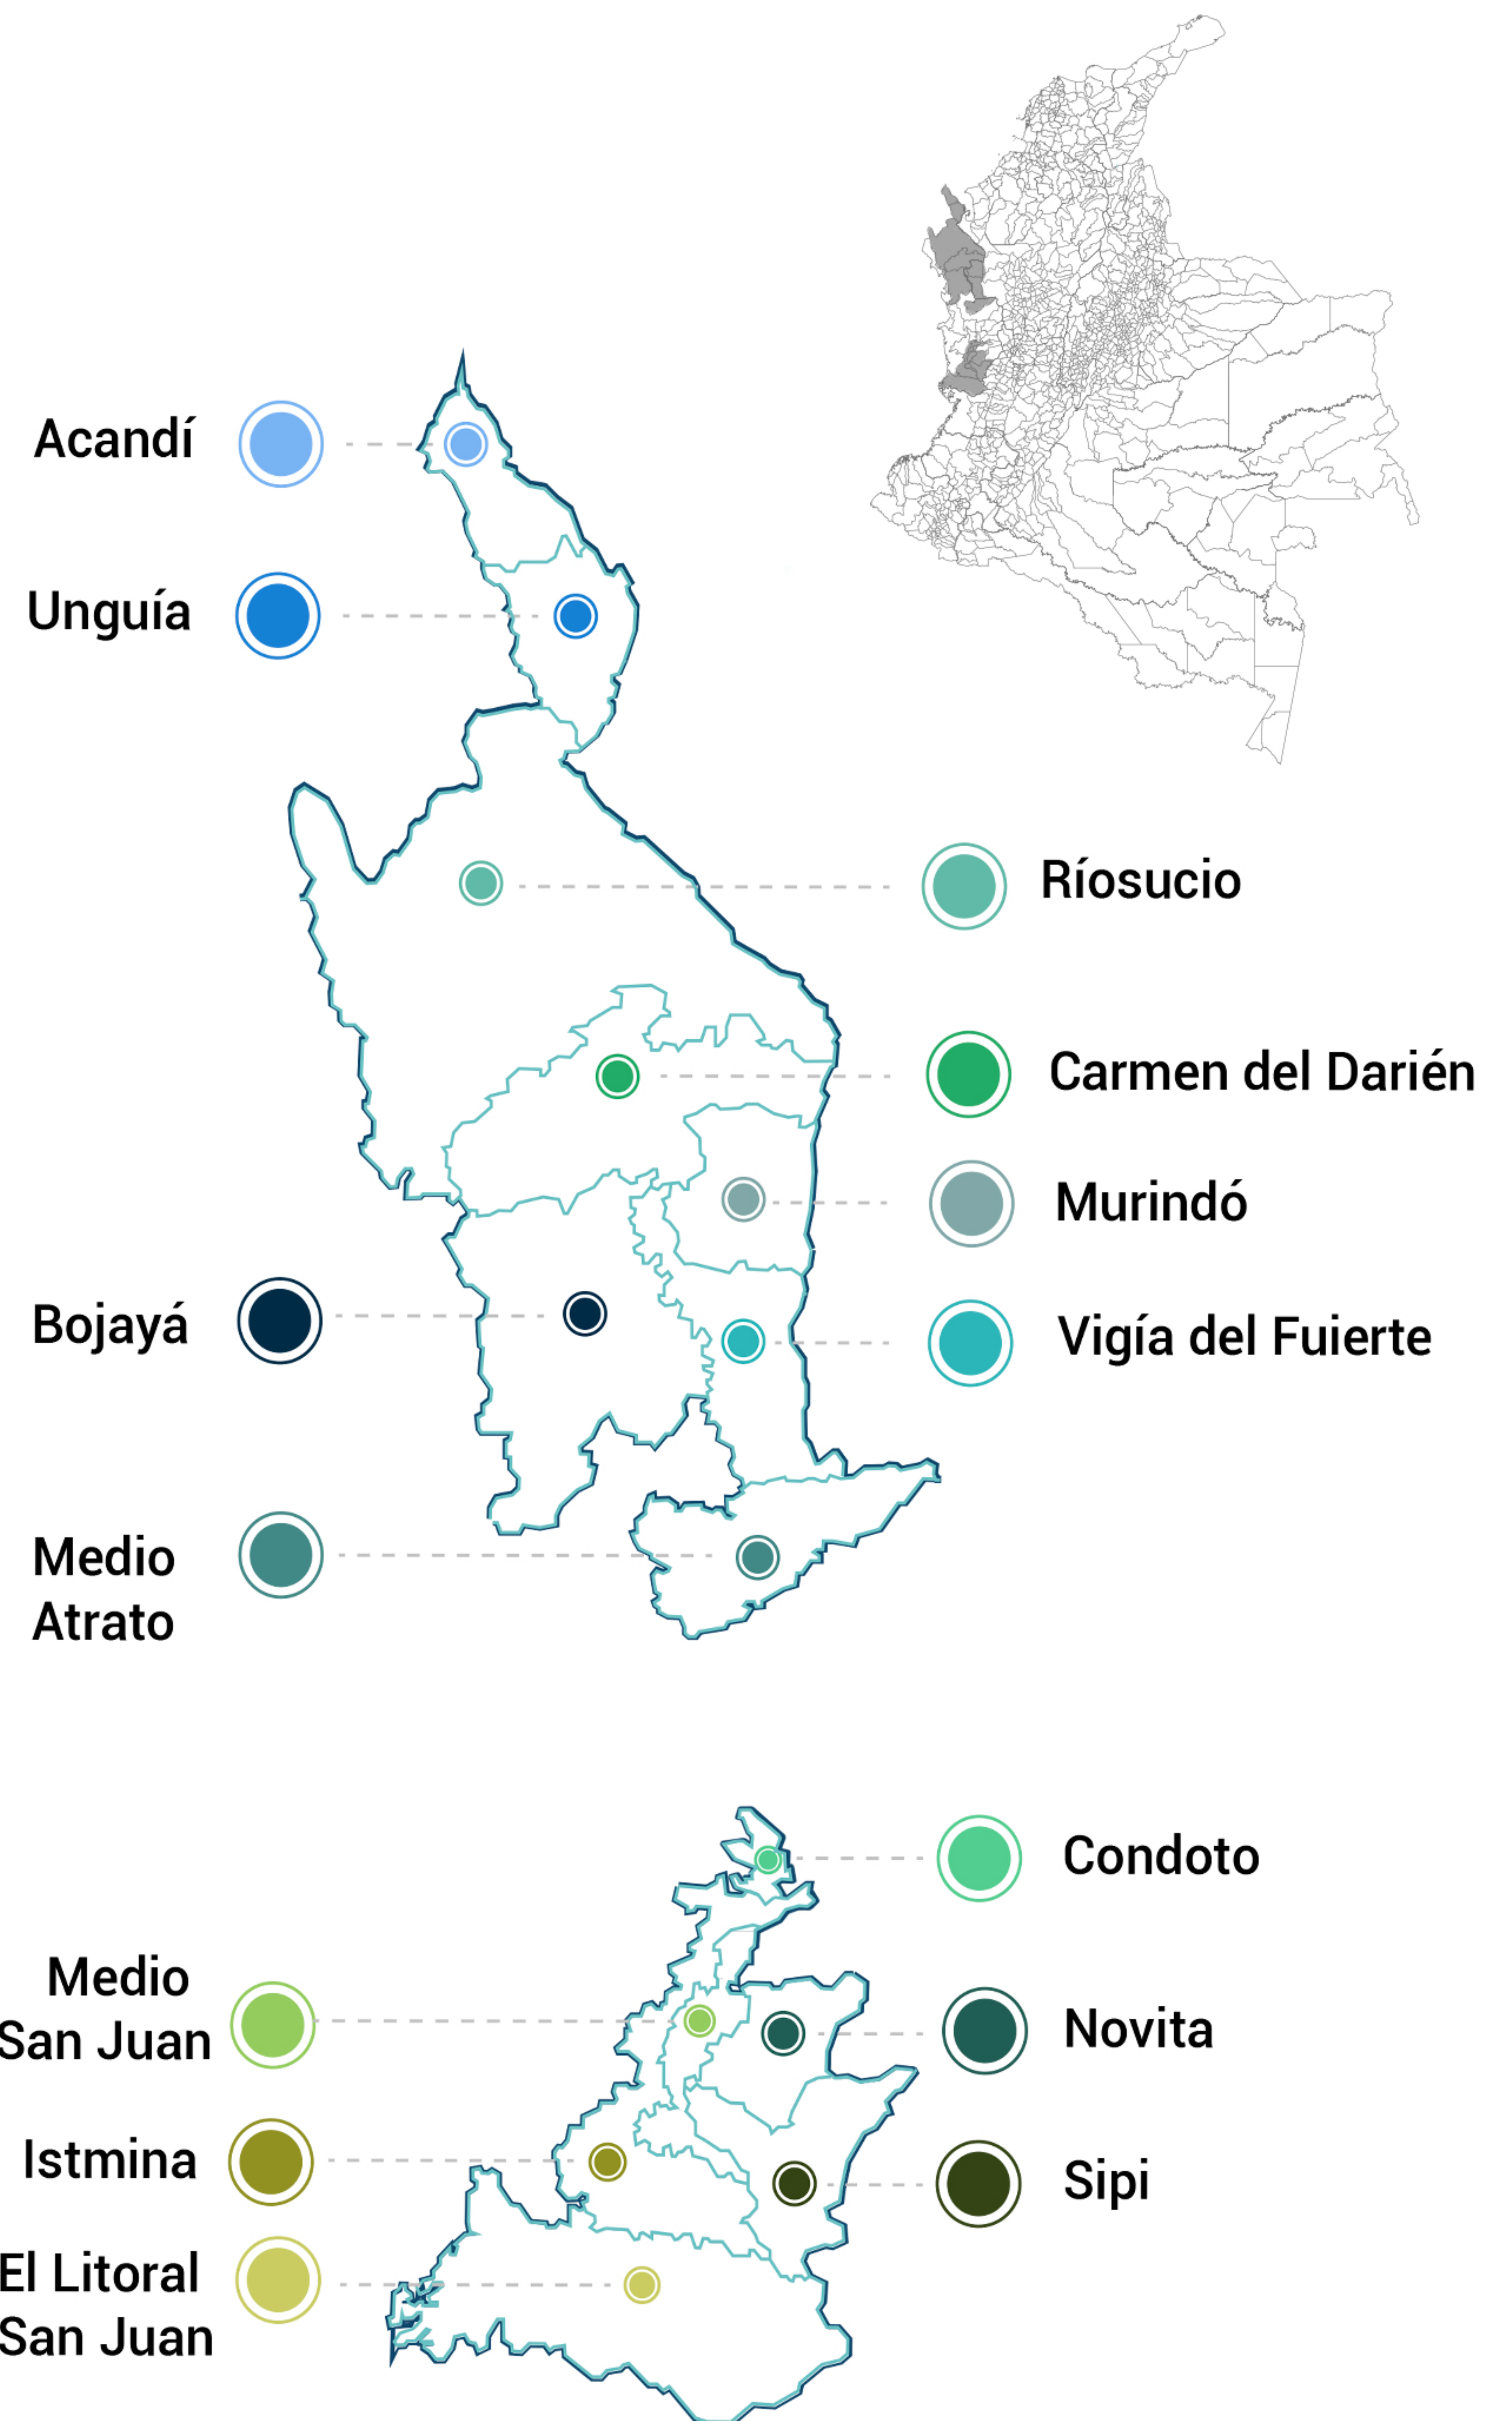 Acandí
Unguía
Ríosucio
Carmen del Darién
Murindó
Bojayá
Vigía del Fuierte
Medio
Atrato
Condoto
Medio
San Juan
Novita
Istmina
Sipi
El Litoral
San Juan